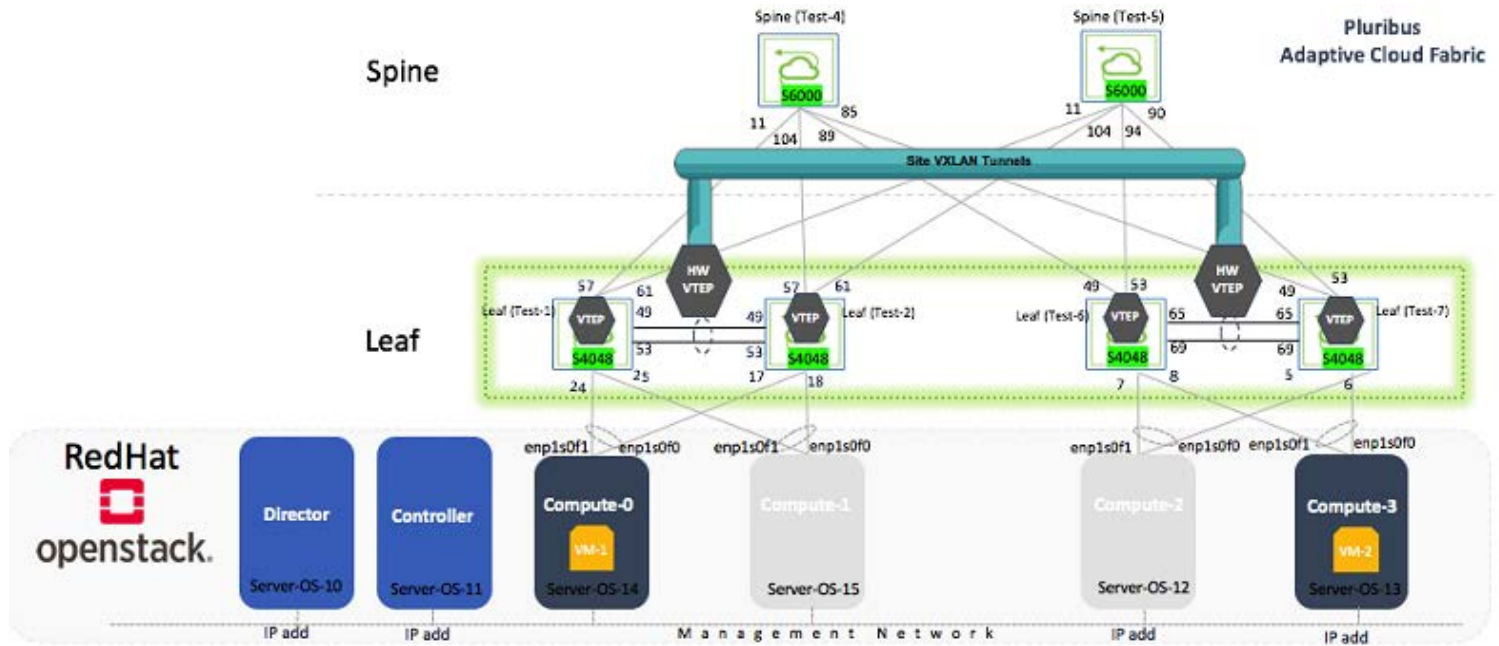 Spine (Test-4)
Spine (Test-5)
Pluribus
Adaptive Cloud Fabric
Spine
S6000
S6000
11
104
89
85
11
104
94
90
Site VXLAN Tunnels
HW
VTEP
HW
VTEP
57
61
57
61
49
53
49
53
Leaf (Test-1)
VTEP
49
49
VTEP
Leaf (Test-2)
Leaf (Test-6)
VTEP
65
65
VTEP
Leaf (Test-7)
Leaf
S4048
53
53
S4048
S4048
69
69
S4048
24
25
17
18
7
8
5
6
enp1s0f1
enp1s0f0
enp1s0f1
enp1s0f0
enp1s0f1
enp1s0f0
enp1s0f1
enp1s0f0
RedHat
openstack.
Director
Controller
Compute-0
Compute-1
Compute-2
Compute-3
VM-1
VM-2
Server-OS-10
Server-OS-11
Server-OS-14
Server-OS-15
Server-OS-12
Server-OS-13
IP add
IP add
Management Network
IP add
IP add